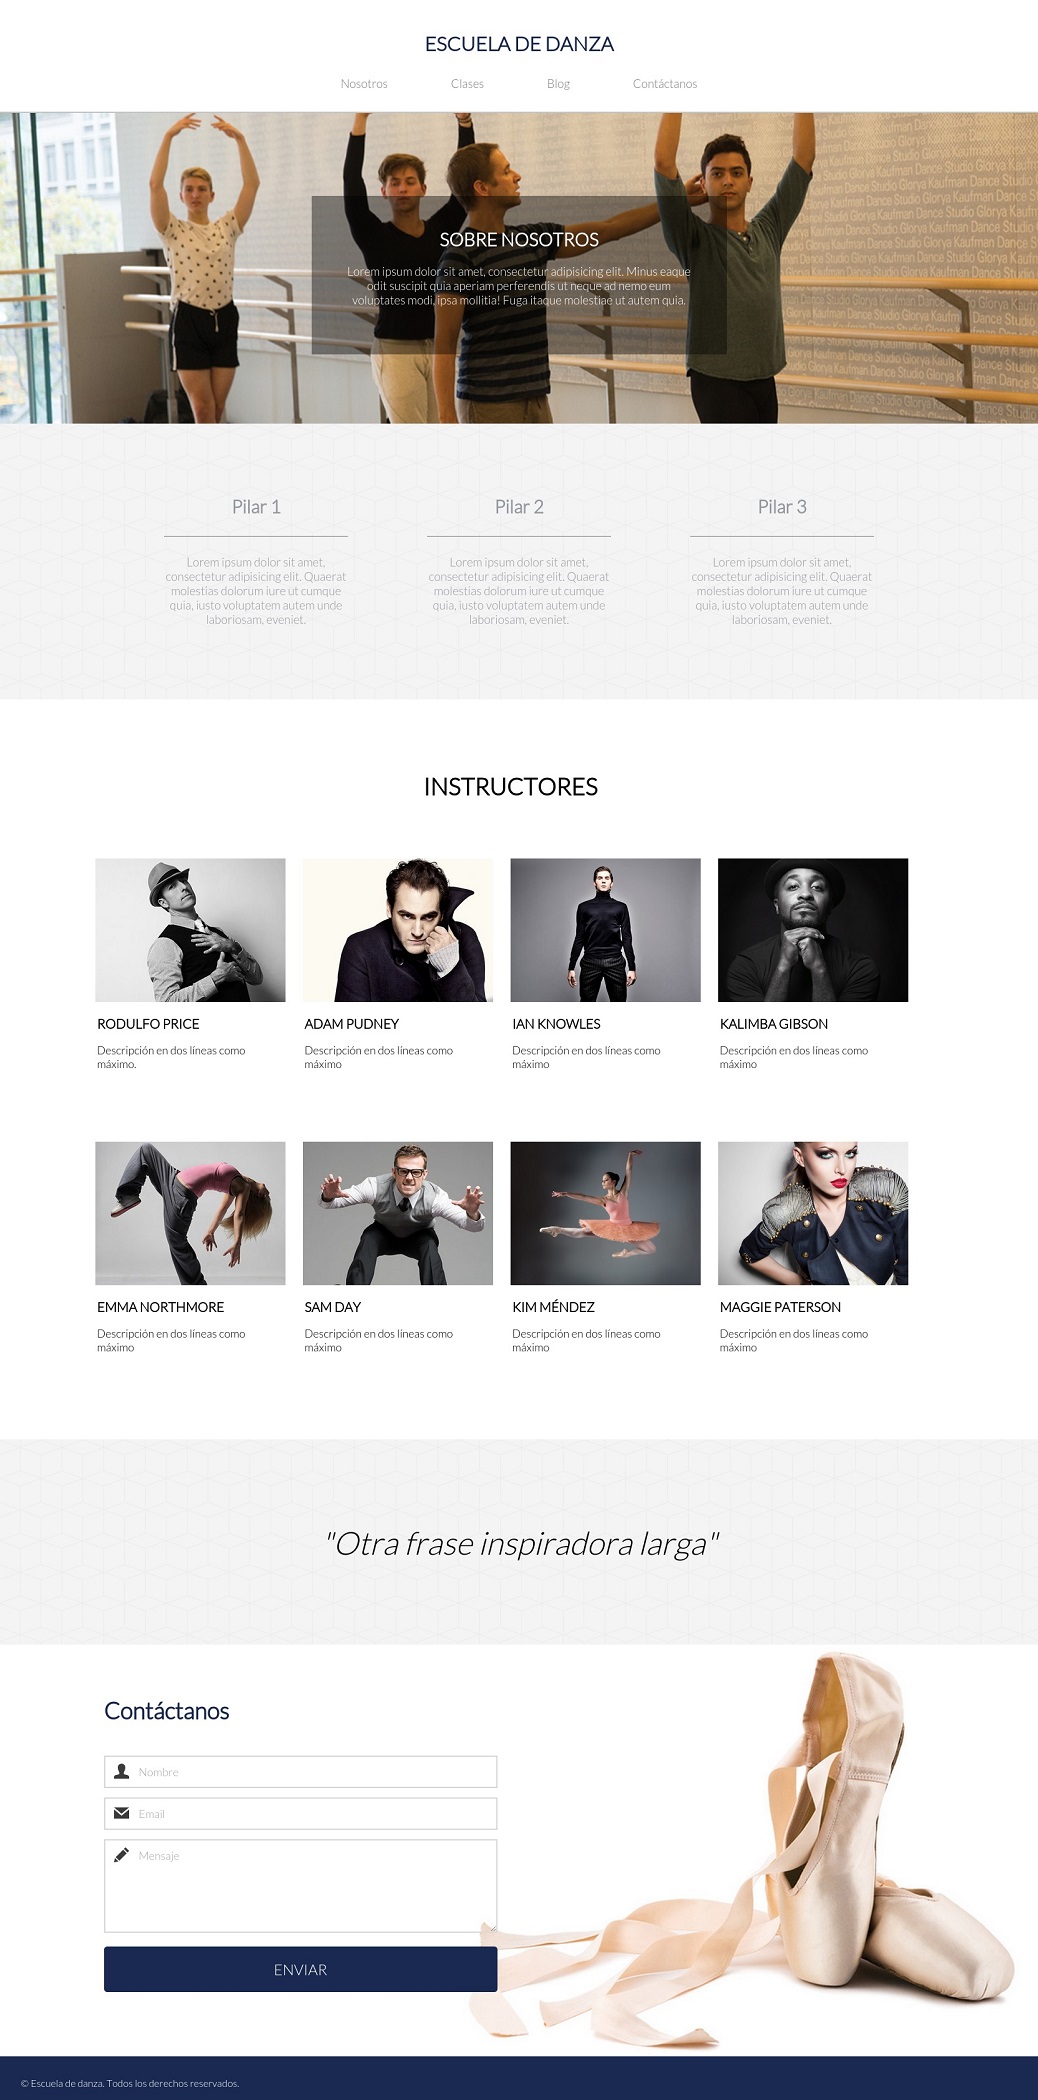 ESCUELA DE DANZA
Nosotros Clases Blog Contáctanos
SOBRE NOSOTROS
Lorem ipsum dolor sit amet, consectetur adipisicing elit. Minus eaque
odit suscipit quia aperiam perferendis ut neque ad nemo eum
voluptates modi, ipsa mollitia! Fuga itaque molestiae ut autem quia.
Glorya Kaufman Dance Studio
Pilar 1
Lorem ipsum dolor sit amet,
consectetur adipisicing elit. Quaerat
molestias dolorum iure ut cumque
quia, iusto voluptatem autem unde
laboriosam, eveniet.
Pilar 2
Lorem ipsum dolor sit amet,
consectetur adipisicing elit. Quaerat
molestias dolorum iure ut cumque
quia, iusto voluptatem autem unde
laboriosam, eveniet.
Pilar 3
Lorem ipsum dolor sit amet,
consectetur adipisicing elit. Quaerat
molestias dolorum iure ut cumque
quia, iusto voluptatem autem unde
laboriosam, eveniet.
INSTRUCTORES
RODULFO PRICE
Descripción en dos líneas como
máximo.
ADAM PUDNEY
Descripción en dos líneas como
máximo
IAN KNOWLES
Descripción en dos líneas como
máximo
KALIMBA GIBSON
Descripción en dos líneas como
máximo
EMMA NORTHMORE
Descripción en dos líneas como
máximo
SAM DAY
Descripción en dos líneas como
máximo
KIM MÉNDEZ
Descripción en dos líneas como
máximo
MAGGIE PATERSON
Descripción en dos líneas como
máximo
"Otra frase inspiradora larga"
Contáctanos
Nombre
Email
Mensaje
ENVIAR
© Escuela de danza. Todos los derechos reservados.